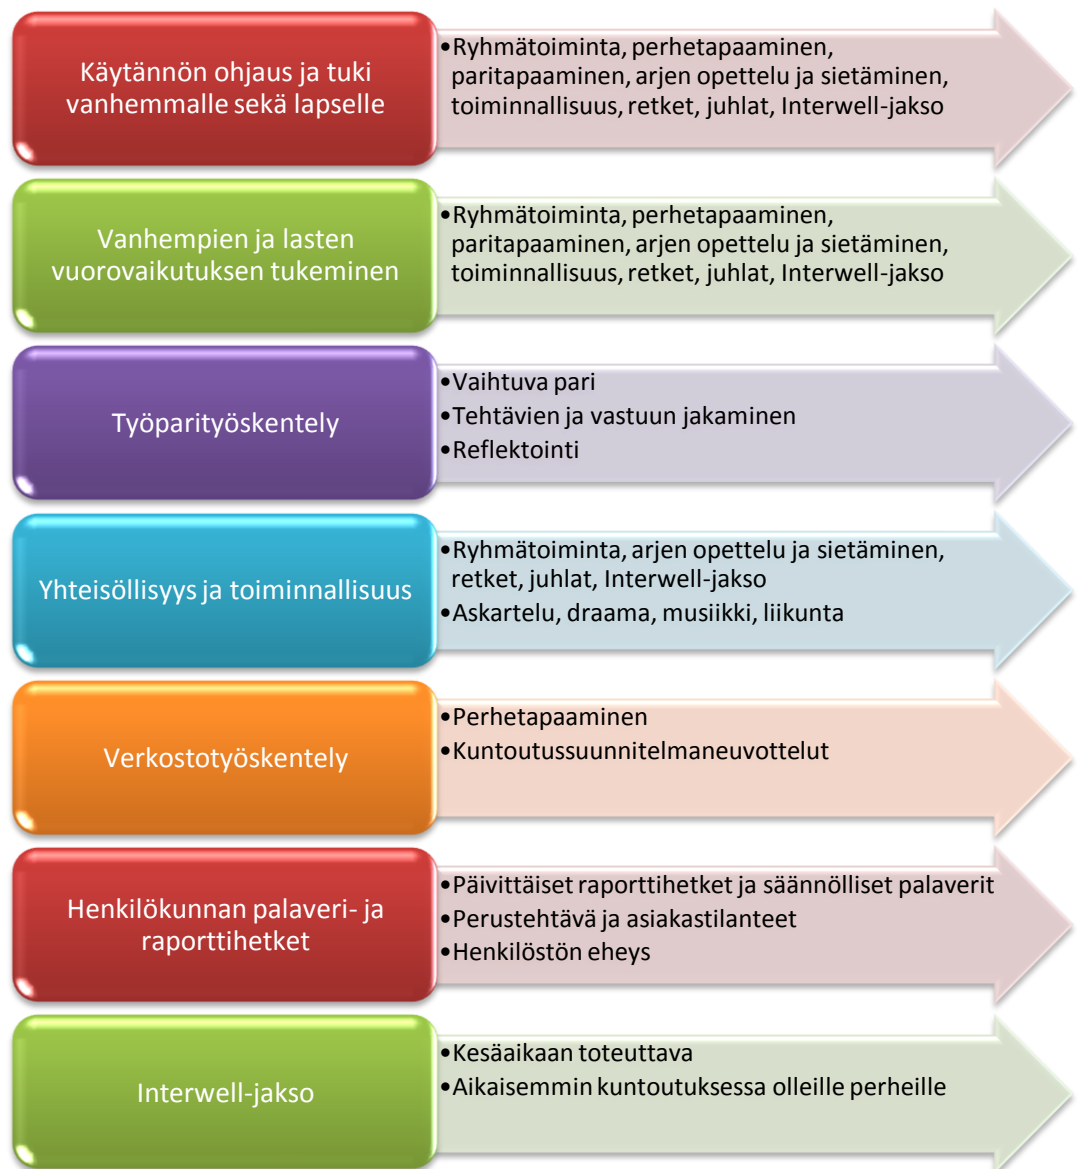 Käytännön ohjaus ja tuki
vanhemmalle sekä lapselle
•Ryhmätoiminta, perhetapaaminen,
paritapaaminen, arjen opettelu ja sietäminen,
toiminnallisuus, retket, juhlat, Interwell-jakso
Vanhempien ja lasten
vuorovaikutuksen tukeminen
•Ryhmätoiminta, perhetapaaminen,
paritapaaminen, arjen opettelu ja sietäminen,
toiminnallisuus, retket, juhlat, Interwell-jakso
Työparityöskentely
•Vaihtuva pari
•Tehtävien ja vastuun jakaminen
•Reflektointi
Yhteisöllisyys ja toiminnallisuus
•Ryhmätoiminta, arjen opettelu ja sietäminen,
retket, juhlat, Interwell-jakso
•Askartelu, draama, musiikki, liikunta
Verkostotyöskentely
•Perhetapaaminen
•Kuntoutussuunnitelmaneuvottelut
Henkilökunnan palaveri- ja
raporttihetket
•Päivittäiset raporttihetket ja säännölliset palaverit
•Perustehtävä ja asiakastilanteet
•Henkilöstön eheys
Interwell-jakso
•Kesäaikaan toteuttava
•Aikaisemmin kuntoutuksessa olleille perheille